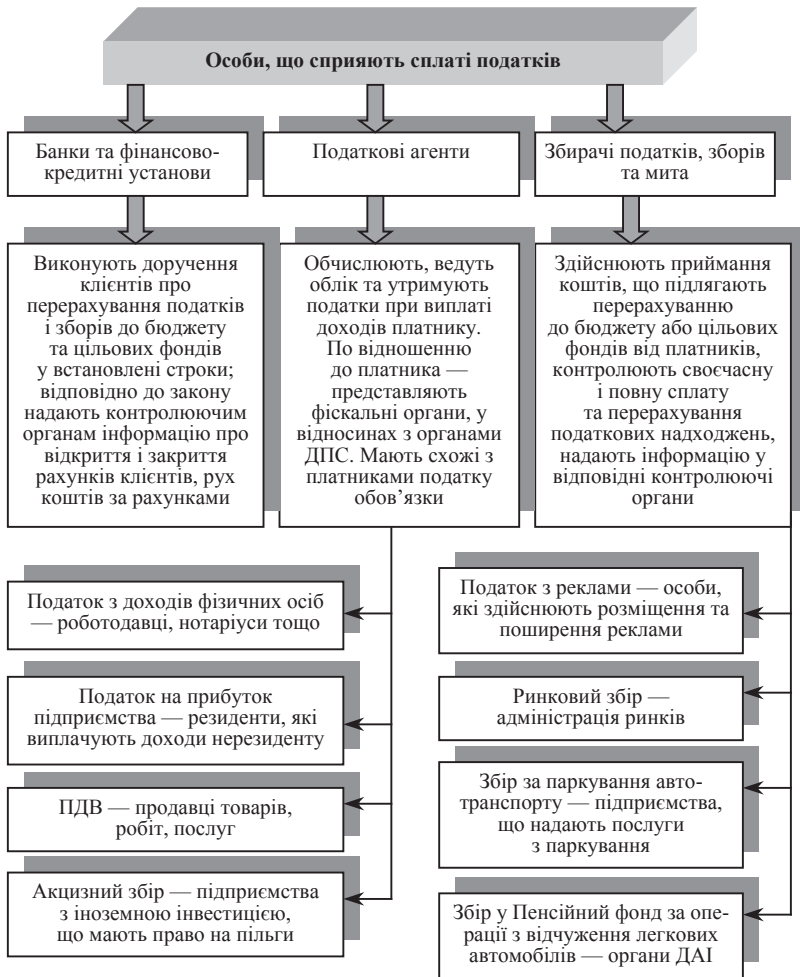 Особи, що сприяють сплаті податків
Банки та фінансово-
кредитні установи
Податкові агенти
Збирачі податків, зборів
та мита
Виконують доручення
клієнтів про
перерахування податків
і зборів до бюджету
та цільових фондів
у встановлені строки;
відповідно до закону
надають контролюючим
органам інформацію про
відкриття і закриття
рахунків клієнтів, рух
коштів за рахунками
Обчислюють, ведуть
облік та утримують
податки при виплаті
доходів платнику.
По відношенню
до платника —
представляють
фіскальні органи, у
відносинах з органами
ДПС. Мають схожі з
платниками податку
обов’язки
Здійснюють приймання
коштів, що підлягають
перерахуванню
до бюджету або цільових
фондів від платників,
контролюють своєчасну
і повну сплату
та перерахування
податкових надходжень,
надають інформацію у
відповідні контролюючі
органи
Податок з доходів фізичних осіб
— роботодавці, нотаріуси тощо
Податок на прибуток
підприємства — резиденти, які
виплачують доходи нерезиденту
ПДВ — продавці товарів,
робіт, послуг
Акцизний збір — підприємства
з іноземною інвестицією,
що мають право на пільги
Податок з реклами — особи,
які здійснюють розміщення та
поширення реклами
Ринковий збір —
адміністрація ринків
Збір за паркування авто-
транспорту — підприємства,
що надають послуги
з паркування
Збір у Пенсійний фонд за опе-
рації з відчуження легкових
автомобілів — органи ДАІ